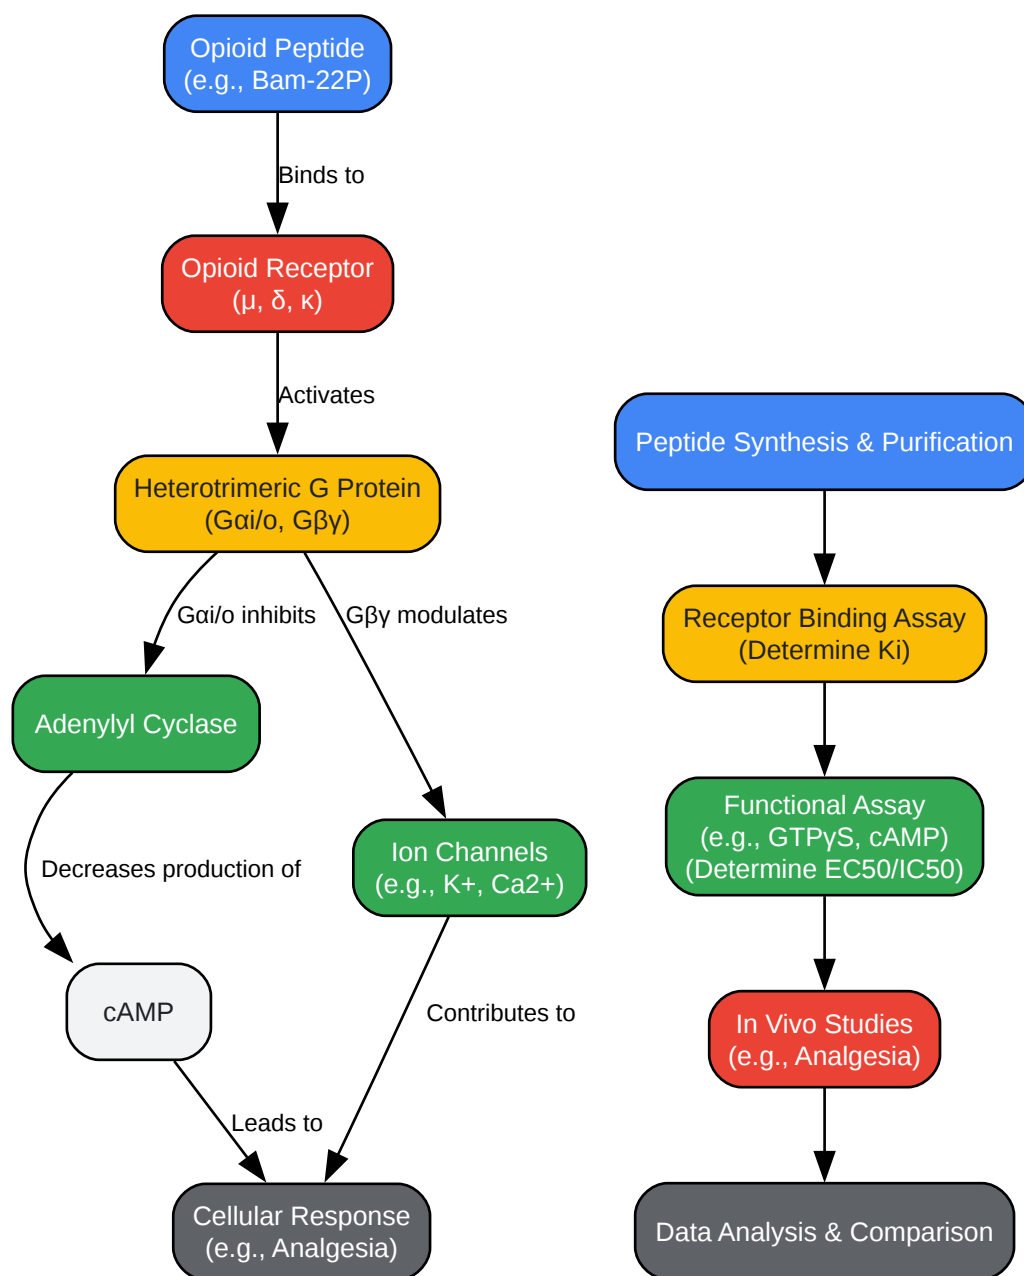 Opioid Peptide
(e.g., Bam-22P)
Binds to
Opioid Receptor
(μ, δ, κ)
Activates
Heterotrimeric G Protein
(Gαi/o, Gβγ)
Gαi/o inhibits
Gβγ modulates
Adenylyl Cyclase
Ion Channels
(e.g., K+, Ca2+)
Decreases production of
cAMP
Contributes to
Leads to
Cellular Response
(e.g., Analgesia)
Peptide Synthesis & Purification
Receptor Binding Assay
(Determine Ki)
Functional Assay
(e.g., GTPγS, cAMP)
(Determine EC50/IC50)
In Vivo Studies
(e.g., Analgesia)
Data Analysis & Comparison